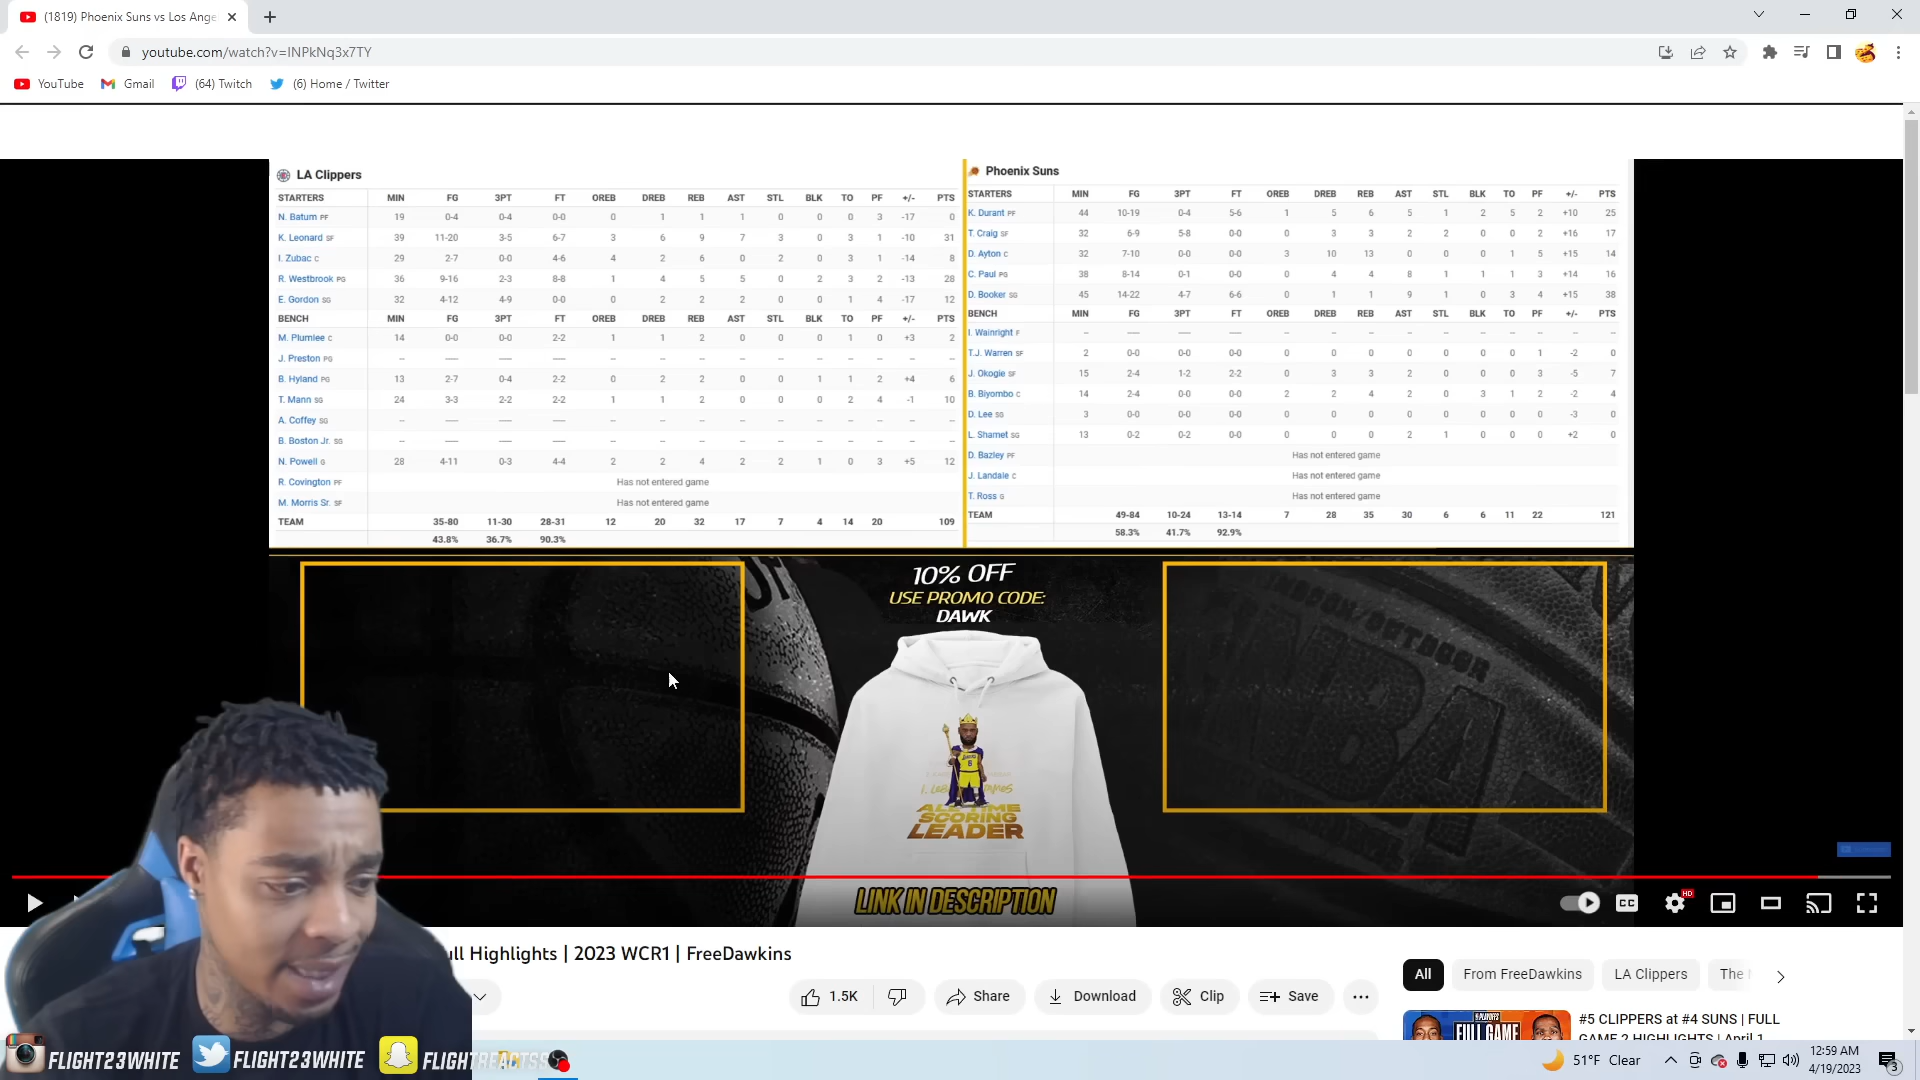 (1819) Phoenix Suns vs Los Ange
youtube.com/watch?v=INPkNq3x7TY
YouTube Gmail (64) Twitch (6) Home / Twitter
LA Clippers
STARTERS MIN FG 3PT FT OREB DREB REB AST STL BLK TO PF +/- PTS
N. Batum PF 19 0-4 0-4 0-0 0 1 1 1 0 0 0 3 -17 0
K. Leonard SF 39 11-20 3-5 6-7 3 6 9 7 3 0 3 1 -10 31
I. Zubac C 29 2-7 0-0 4-6 4 2 6 0 2 0 3 1 -14 8
R. Westbrook PG 36 9-16 2-3 8-8 1 4 5 5 0 2 3 2 -13 28
E. Gordon SG 32 4-12 4-9 0-0 0 2 2 2 0 0 1 4 -17 12
BENCH MIN FG 3PT FT OREB DREB REB AST STL BLK TO PF +/- PTS
M. Plumlee C 14 0-0 0-0 2-2 1 1 2 0 0 0 1 0 +3 2
J. Preston PG -- ----- -- -- -- -- -- -- -- --
B. Hyland PG 13 2-7 0-4 2-2 0 2 2 0 0 1 1 2 +4 6
T. Mann SG 24 3-3 2-2 2-2 1 1 2 0 0 0 2 4 -1 10
A. Coffey SG -- ----- -- -- -- -- -- -- -- --
B. Boston Jr. SG -- ----- -- -- -- -- -- -- -- --
N. Powell G 28 4-11 0-3 4-4 2 2 4 2 2 1 0 3 +5 12
R. Covington PF Has not entered game
M. Morris Sr. SF Has not entered game
TEAM 35-80 11-30 28-31 12 20 32 17 7 4 14 20 109
43.8% 36.7% 90.3%
Phoenix Suns
STARTERS MIN FG 3PT FT OREB DREB REB AST STL BLK TO PF +/- PTS
K. Durant PF 44 10-19 0-4 5-6 1 5 6 5 1 2 5 2 +10 25
T. Craig SF 32 6-9 5-8 0-0 0 3 3 2 2 0 0 2 +16 17
D. Ayton C 32 7-10 0-0 0-0 3 10 13 0 0 0 1 5 +15 14
C. Paul PG 38 8-14 0-1 0-0 0 4 4 8 1 1 1 3 +14 16
D. Booker SG 45 14-22 4-7 6-6 0 1 1 9 1 0 3 4 +15 38
BENCH MIN FG 3PT FT OREB DREB REB AST STL BLK TO PF +/- PTS
I. Wainright F -- ----- -- -- -- -- -- -- -- --
T.J. Warren SF 2 0-0 0-0 0-0 0 0 0 0 0 0 0 1 -2 0
J. Okogie SF 15 2-4 1-2 2-2 0 3 3 2 0 0 0 3 -5 7
B. Biyombo C 14 2-4 0-0 0-0 2 2 4 2 0 3 1 2 -2 4
D. Lee SG 3 0-0 0-0 0-0 0 0 0 0 0 0 0 0 -3 0
L. Shamet SG 13 0-2 0-2 0-0 0 0 0 2 1 0 0 0 +2 0
D. Bazley PF Has not entered game
J. Landale C Has not entered game
T. Ross G Has not entered game
TEAM 49-84 10-24 13-14 7 28 35 30 6 6 11 22 121
58.3% 41.7% 92.9%
10% OFF
USE PROMO CODE:
DAWK
ALL TIME
SCORING
LEADER
LINK IN DESCRIPTION
CC HD
ull Highlights | 2023 WCR1 | FreeDawkins
1.5K Share Download Clip Save
All From FreeDawkins LA Clippers The
FULL GAME
#5 CLIPPERS at #4 SUNS | FULL
GAME 2 HIGHLIGHTS | April 1
FLIGHT23WHITE FLIGHT23WHITE FLIGHTREACTSS
51°F Clear
12:59 AM
4/19/2023
3